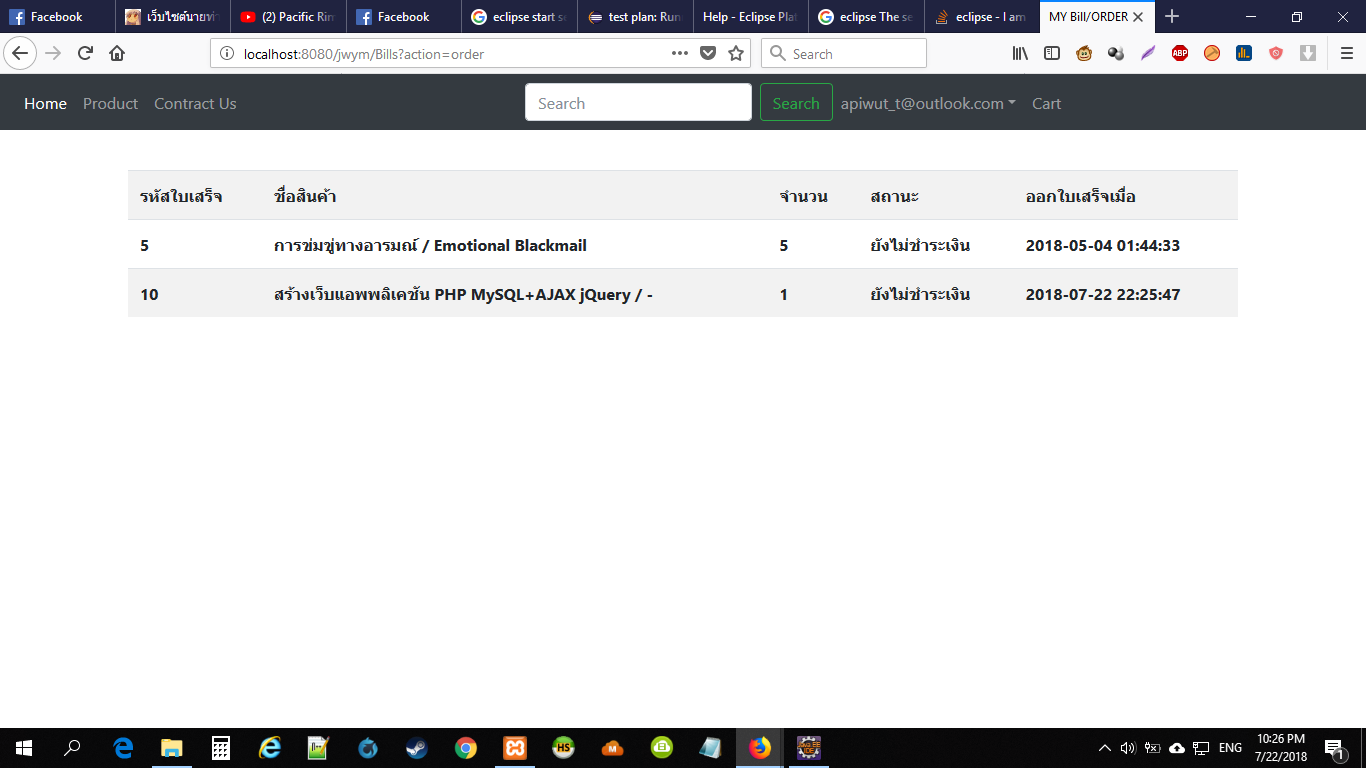 Facebook
เว็บไซต์นายท่า
(2) Pacific Rim
Facebook
eclipse start se
test plan: Run
Help - Eclipse Pla
eclipse The se
eclipse - I am
MY Bill/ORDER
localhost:8080/jwym/Bills?action=order
Search
ABP
Home Product Contract Us Search Search apiwut_t@outlook.com Cart
รหัสใบเสร็จ ชื่อสินค้า จำนวน สถานะ ออกใบเสร็จเมื่อ
5 การข่มขู่ทางอารมณ์ / Emotional Blackmail 5 ยังไม่ชำระเงิน 2018-05-04 01:44:33
10 สร้างเว็บแอพพลิเคชัน PHP MySQL+AJAX jQuery / - 1 ยังไม่ชำระเงิน 2018-07-22 22:25:47
HS
M
Java EE
IDE
ENG
10:26 PM
7/22/2018
1